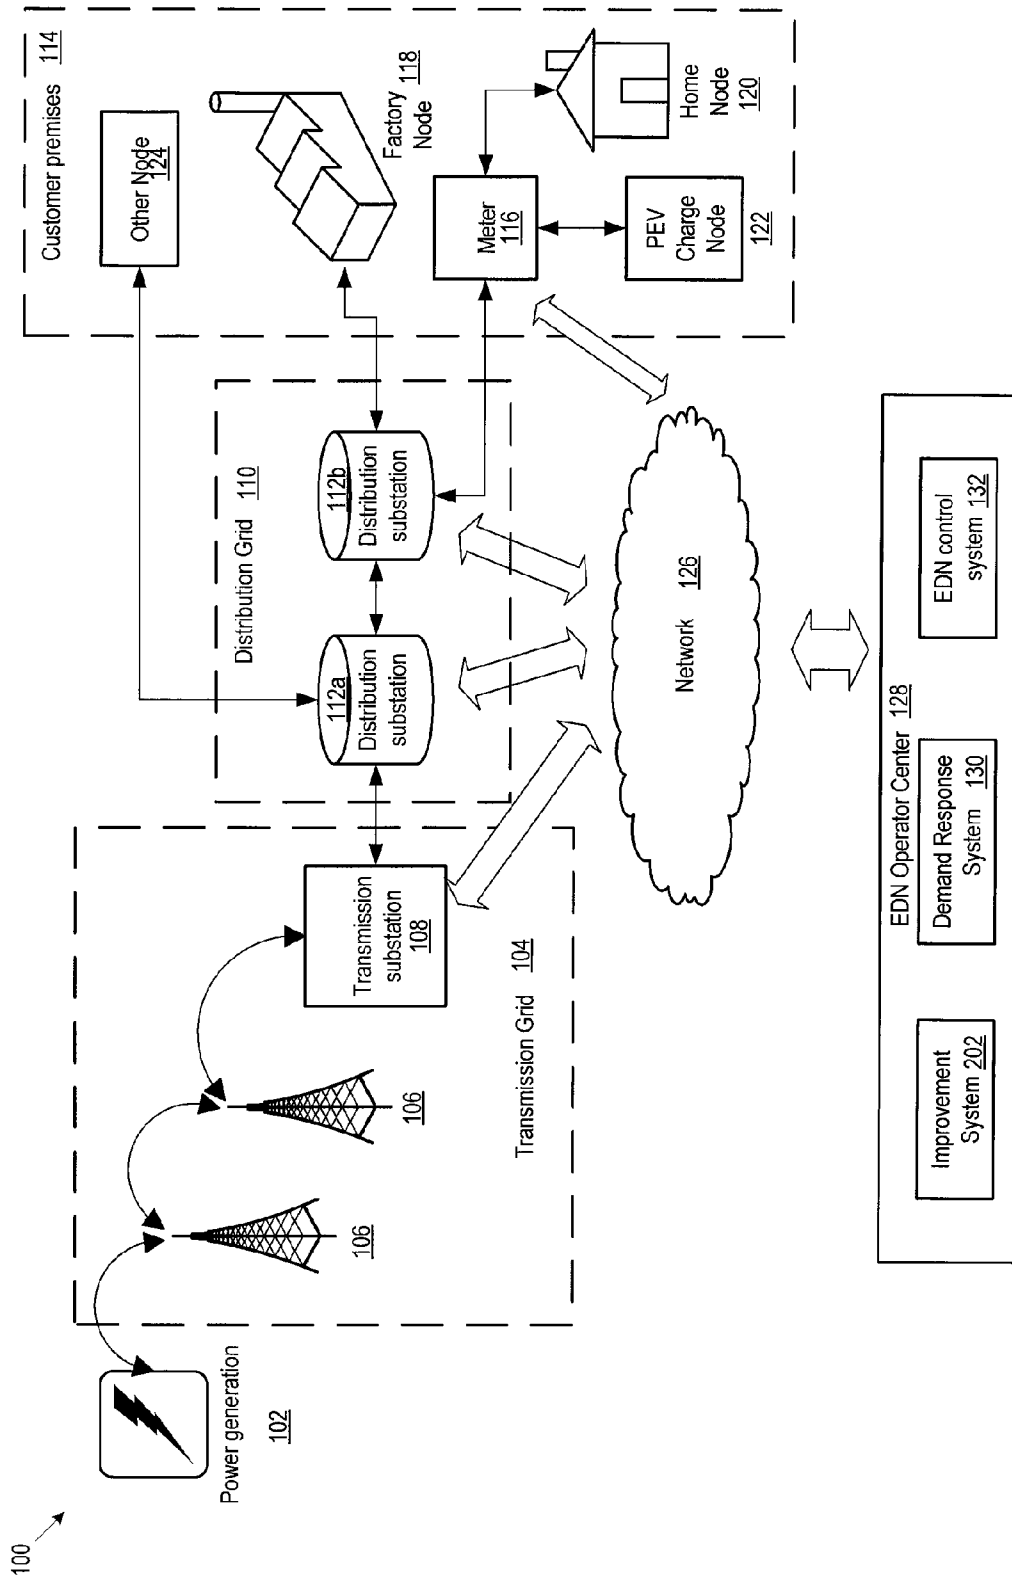 100
Power generation
102
106
106
Transmission
substation
108
Transmission Grid 104
Distribution Grid 110
112a
Distribution
substation
112b
Distribution
substation
Customer premises 114
Other Node
124
Factory
Node 118
Meter
116
PEV
Charge
Node
122
Home
Node
120
Network 126
EDN Operator Center 128
Improvement
System 202
Demand Response
System 130
EDN control
system 132